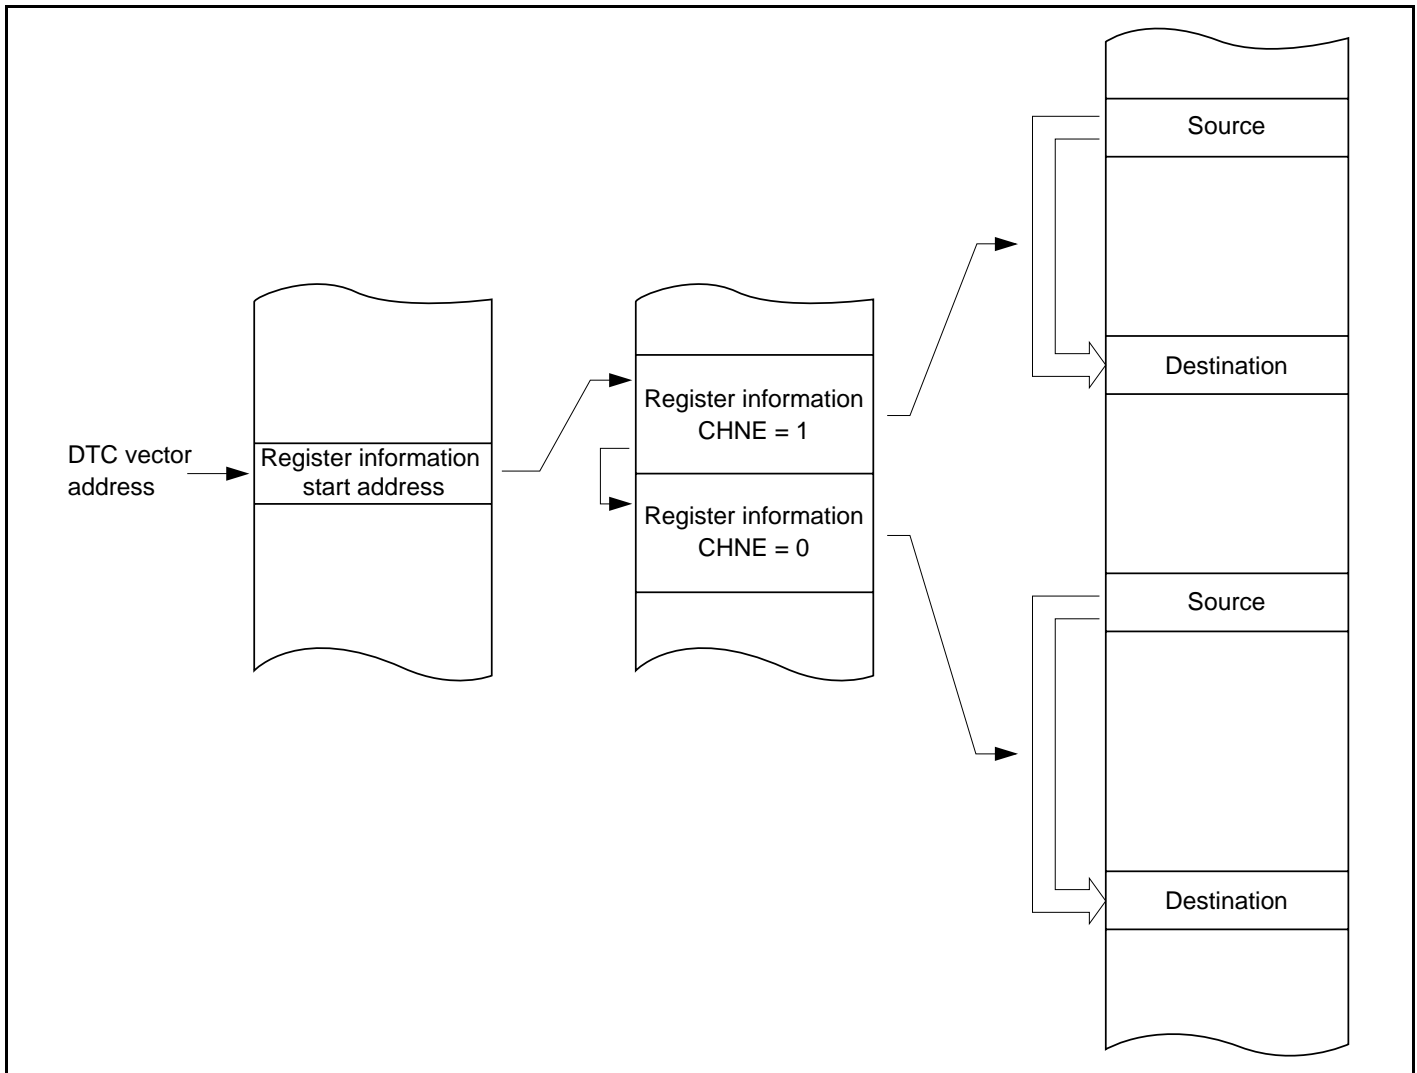 DTC vector
address
Register information
start address
Register information
CHNE = 1
Register information
CHNE = 0
Source
Destination
Source
Destination